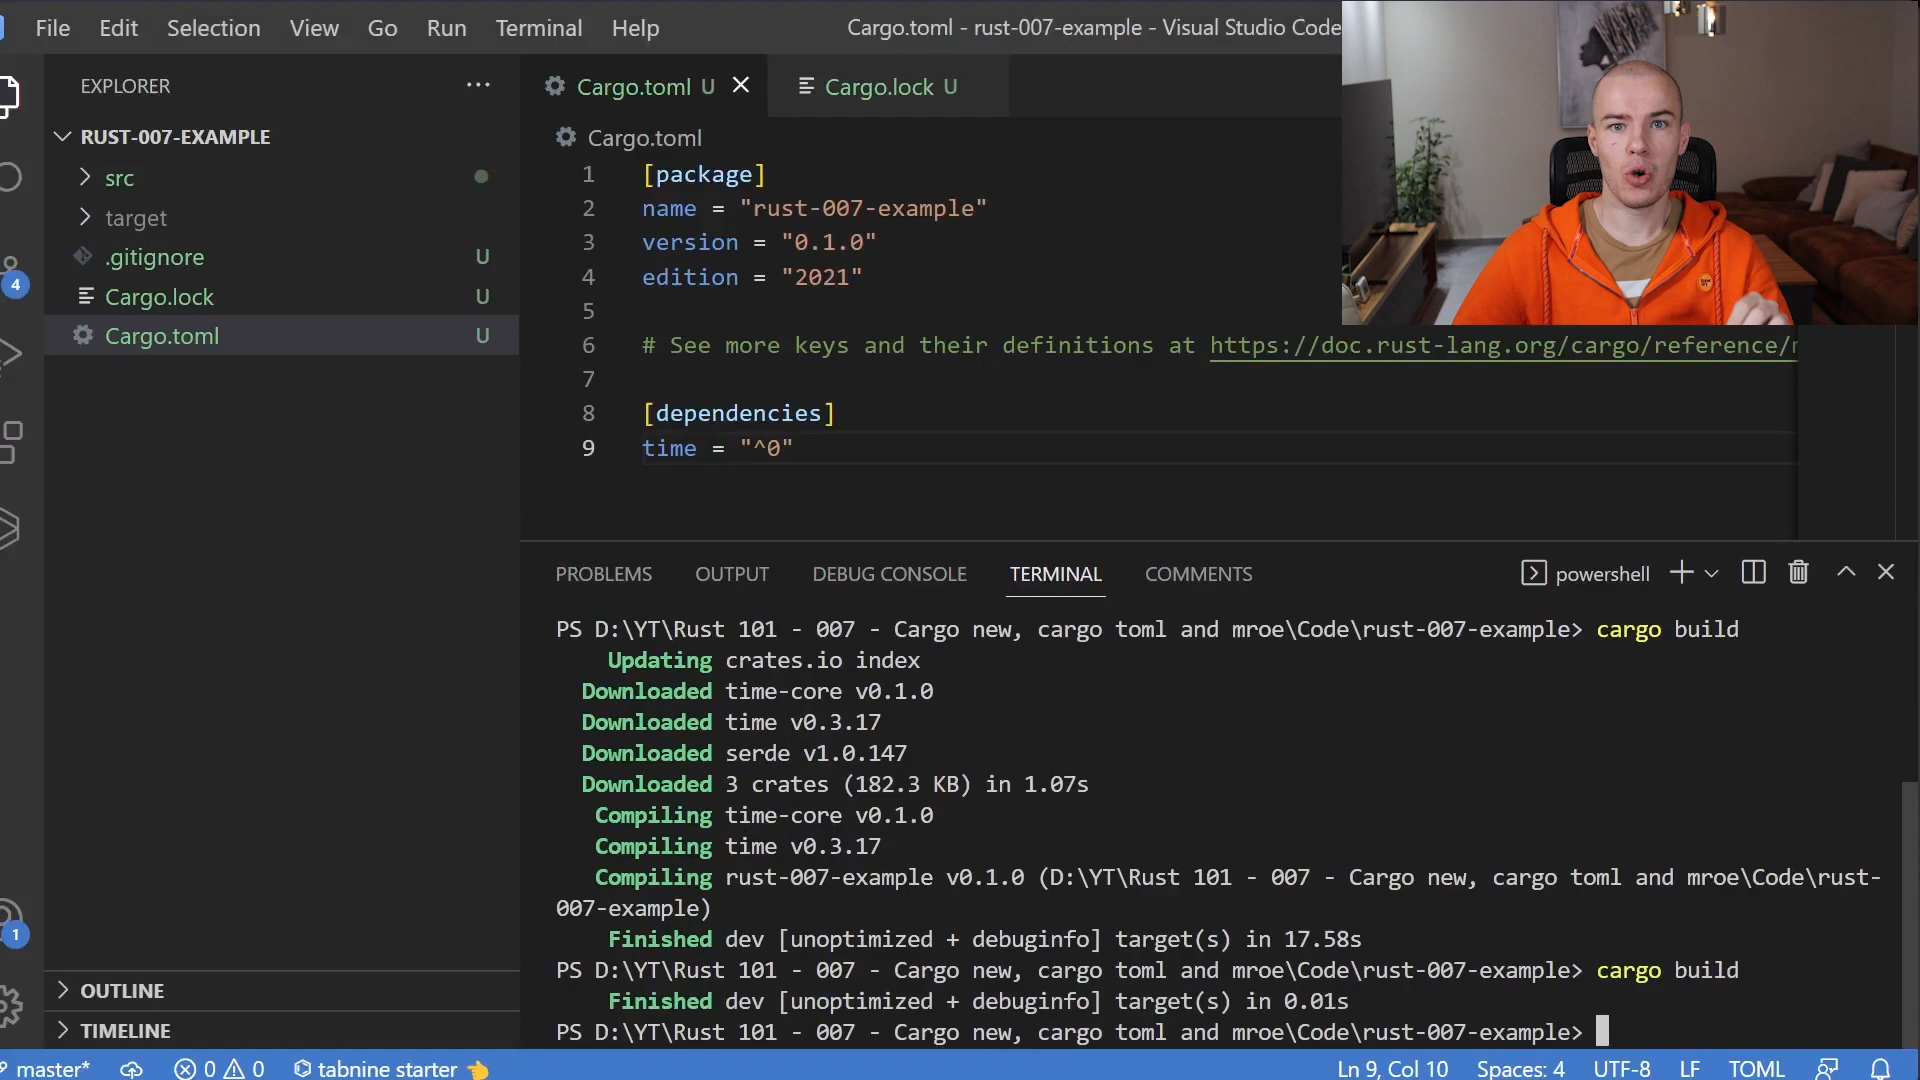 File Edit Selection View Go Run Terminal Help
Cargo.toml - rust-007-example - Visual Studio Code
EXPLORER
RUST-007-EXAMPLE
src
target
.gitignore U
Cargo.lock U
Cargo.toml U
OUTLINE
TIMELINE
4
1
Cargo.toml U
Cargo.lock U
Cargo.toml
1 [package]
2 name = "rust-007-example"
3 version = "0.1.0"
4 edition = "2021"
5
6 # See more keys and their definitions at https://doc.rust-lang.org/cargo/reference/
7
8 [dependencies]
9 time = "^0"
PROBLEMS OUTPUT DEBUG CONSOLE TERMINAL COMMENTS
powershell
PS D:\YT\Rust 101 - 007 - Cargo new, cargo toml and mroe\Code\rust-007-example> cargo build
Updating crates.io index
Downloaded time-core v0.1.0
Downloaded time v0.3.17
Downloaded serde v1.0.147
Downloaded 3 crates (182.3 KB) in 1.07s
Compiling time-core v0.1.0
Compiling time v0.3.17
Compiling rust-007-example v0.1.0 (D:\YT\Rust 101 - 007 - Cargo new, cargo toml and mroe\Code\rust-
007-example)
Finished dev [unoptimized + debuginfo] target(s) in 17.58s
PS D:\YT\Rust 101 - 007 - Cargo new, cargo toml and mroe\Code\rust-007-example> cargo build
Finished dev [unoptimized + debuginfo] target(s) in 0.01s
PS D:\YT\Rust 101 - 007 - Cargo new, cargo toml and mroe\Code\rust-007-example>
master* 0 0 tabnine starter 👈 Ln 9, Col 10 Spaces: 4 UTF-8 LF TOML